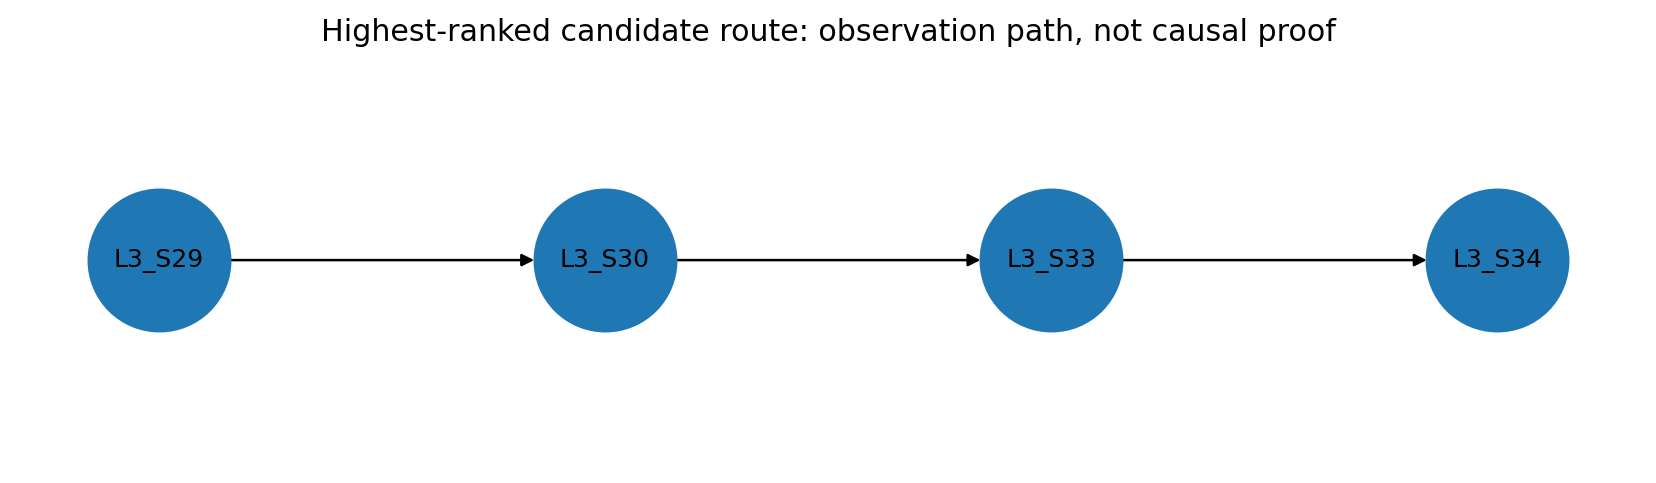 Highest-ranked candidate route: observation path, not causal proof
L3_S29
L3_S30
L3_S33
L3_S34